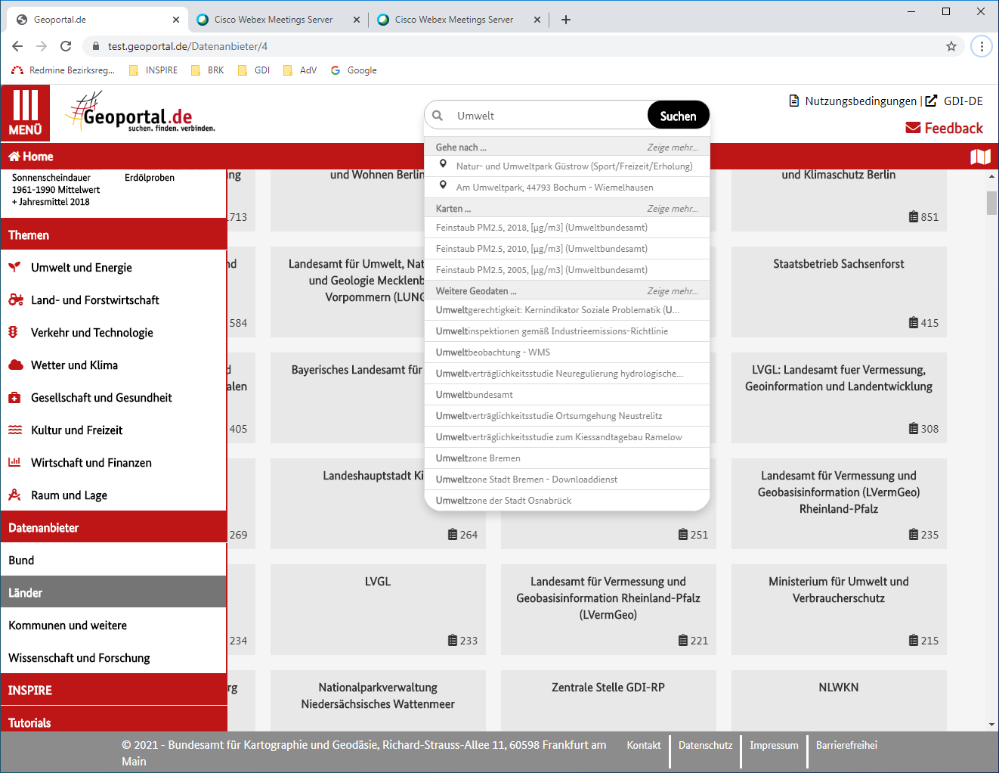 Geoportal.de
Cisco Webex Meetings Server
Cisco Webex Meetings Server
test.geoportal.de/Datenanbieter/4
Redmine Bezirksreg...
INSPIRE
BRK
GDI
AdV
Google
MENÜ
Geoportal.de
suchen. finden. verbinden.
Umwelt
Suchen
Nutzungsbedingungen | GDI-DE
Feedback
Home
Gehe nach ...
Zeige mehr...
Natur- und Umweltpark Güstrow (Sport/Freizeit/Erholung)
Am Umweltpark, 44793 Bochum - Wiemelhausen
Karten ...
Zeige mehr...
Feinstaub PM2.5, 2018, [µg/m3] (Umweltbundesamt)
Feinstaub PM2.5, 2010, [µg/m3] (Umweltbundesamt)
Feinstaub PM2.5, 2005, [µg/m3] (Umweltbundesamt)
Weitere Geodaten ...
Zeige mehr...
Umweltgerechtigkeit: Kernindikator Soziale Problematik (U...
Umweltinspektionen gemäß Industrieemissions-Richtlinie
Umweltbeobachtung - WMS
Umweltverträglichkeitsstudie Neuregulierung hydrologische...
Umweltbundesamt
Umweltverträglichkeitsstudie Ortsumgehung Neustrelitz
Umweltverträglichkeitsstudie zum Kiessandtagebau Ramelow
Umweltzone Bremen
Umweltzone Stadt Bremen - Downloaddienst
Umweltzone der Stadt Osnabrück
Sonnenscheindauer
1961-1990 Mittelwert
+ Jahresmittel 2018
Erdölproben
Themen
Umwelt und Energie
Land- und Forstwirtschaft
Verkehr und Technologie
Wetter und Klima
Gesellschaft und Gesundheit
Kultur und Freizeit
Wirtschaft und Finanzen
Raum und Lage
Datenanbieter
Bund
Länder
Kommunen und weitere
Wissenschaft und Forschung
INSPIRE
Tutorials
ng
1713
und Wohnen Berlin
und Klimaschutz Berlin
851
nd
584
Landesamt für Umwelt, Nat
und Geologie Mecklenb
Vorpommern (LUNG
Staatsbetrieb Sachsenforst
415
d
alen
405
Bayerisches Landesamt für
LVGL: Landesamt fuer Vermessung,
Geoinformation und Landentwicklung
308
269
Landeshauptstadt Ki
264
251
Landesamt für Vermessung und
Geobasisinformation (LVermGeo)
Rheinland-Pfalz
235
234
LVGL
233
Landesamt für Vermessung und
Geobasisinformation Rheinland-Pfalz
(LVermGeo)
221
Ministerium für Umwelt und
Verbraucherschutz
215
rg
Nationalparkverwaltung
Niedersächsisches Wattenmeer
Zentrale Stelle GDI-RP
NLWKN
© 2021 - Bundesamt für Kartographie und Geodäsie, Richard-Strauss-Allee 11, 60598 Frankfurt am
Main
Kontakt
Datenschutz
Impressum
Barrierefreihei